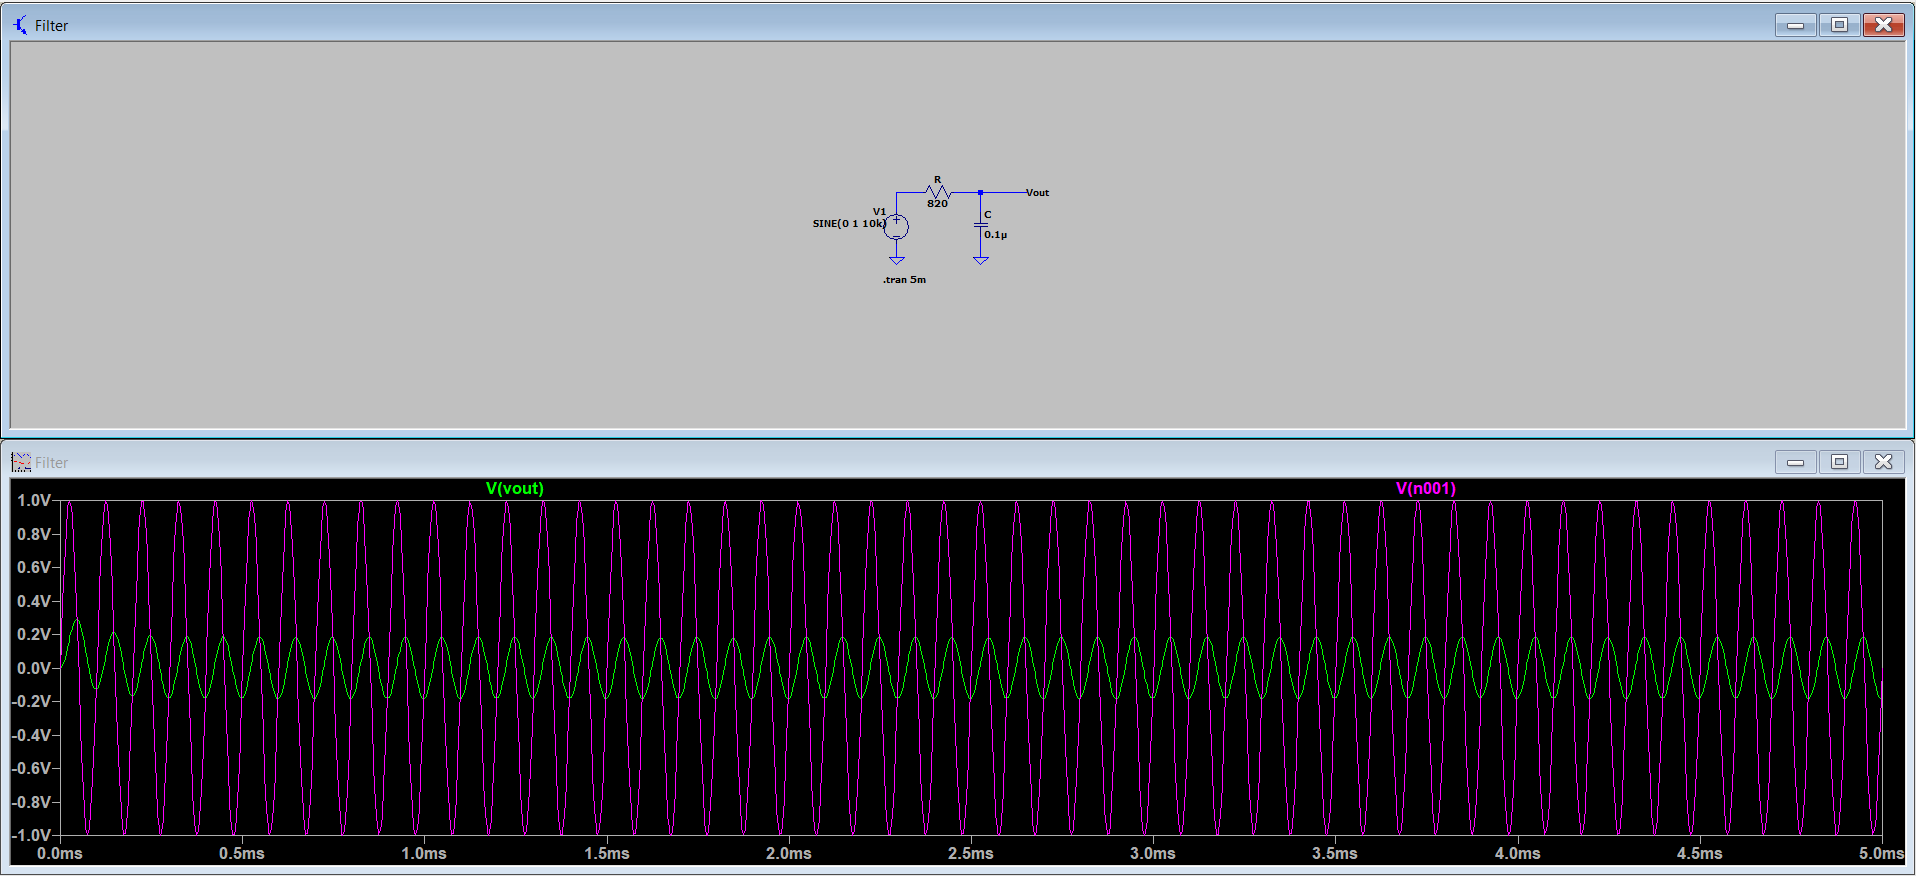 Filter
R
820
Vout
V1
SINE(0 1 10k)
C
0.1µ
.tran 5m
Filter
V(vout)
V(n001)
1.0V
0.8V
0.6V
0.4V
0.2V
0.0V
-0.2V
-0.4V
-0.6V
-0.8V
-1.0V
0.0ms
0.5ms
1.0ms
1.5ms
2.0ms
2.5ms
3.0ms
3.5ms
4.0ms
4.5ms
5.0ms